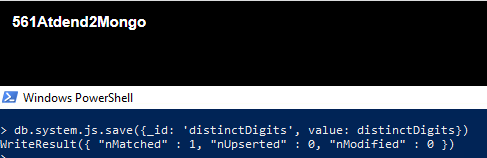 561Atdend2Mongo
Windows PowerShell
> db.system.js.save({_id: 'distinctDigits', value: distinctDigits})
WriteResult({ "nMatched" : 1, "nUpserted" : 0, "nModified" : 0 })
>